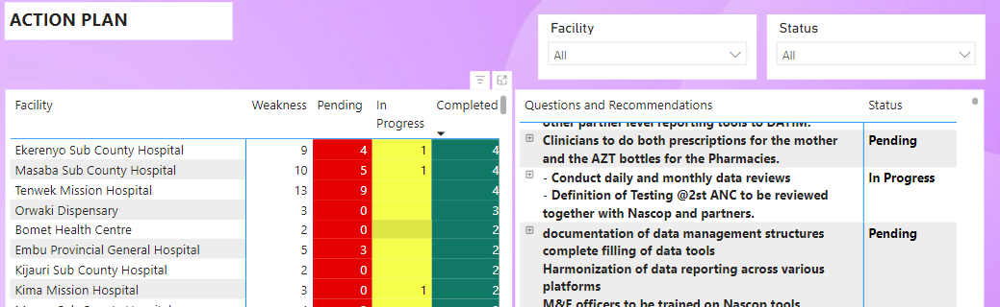 ACTION PLAN
Facility
All
Status
All
Facility Weakness Pending In Progress Completed
Ekerenyo Sub County Hospital 9 4 1 4
Masaba Sub County Hospital 10 5 1 4
Tenwek Mission Hospital 13 9 4
Orwaki Dispensary 3 0 3
Bomet Health Centre 2 0 2
Embu Provincial General Hospital 5 3 2
Kijauri Sub County Hospital 2 0 2
Kima Mission Hospital 3 0 1 2
Questions and Recommendations Status
other partner level reporting tools to DATIM.
Clinicians to do both prescriptions for the mother Pending
and the AZT bottles for the Pharmacies.
- Conduct daily and monthly data reviews In Progress
- Definition of Testing @2st ANC to be reviewed
together with Nascop and partners.
documentation of data management structures Pending
complete filling of data tools
Harmonization of data reporting across various
platforms
M&E officers to be trained on Nascop tools